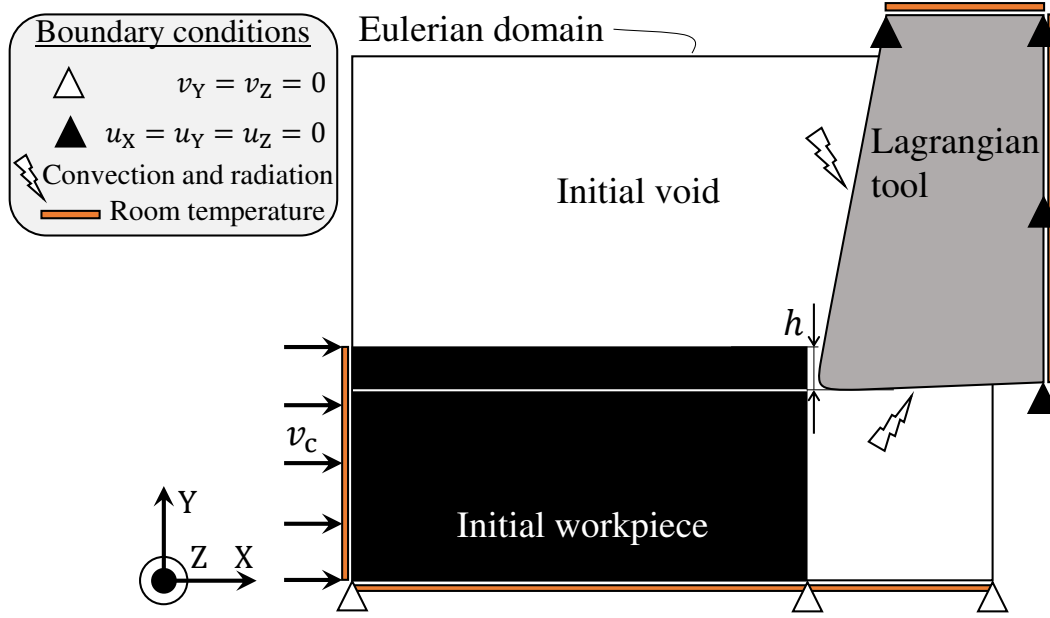 Boundary conditions
v_Y = v_Z = 0
u_X = u_Y = u_Z = 0
Convection and radiation
Room temperature
Eulerian domain
Lagrangian
tool
Initial void
h
v_c
Initial workpiece
Y
Z
X